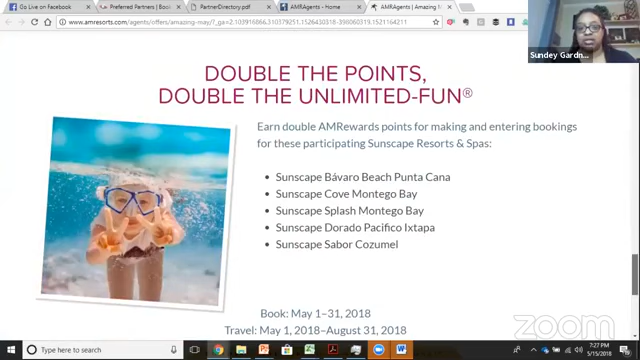 Go Live on Facebook
Preferred Partners | Book
PartnerDirectory.pdf
AMRAgents - Home
AMRAgents | Amazing M
www.amresorts.com/agents/offers/amazing-may/?_ga=2.103916866.310379251.1526430318-398060319.1521164211
Sundey Gardn...
DOUBLE THE POINTS,
DOUBLE THE UNLIMITED-FUN®
Earn double AMRewards points for making and entering bookings
for these participating Sunscape Resorts & Spas:
• Sunscape Bávaro Beach Punta Cana
• Sunscape Cove Montego Bay
• Sunscape Splash Montego Bay
• Sunscape Dorado Pacifico Ixtapa
• Sunscape Sabor Cozumel
Book: May 1–31, 2018
Travel: May 1, 2018–August 31, 2018
zoom
Type here to search
7:27 PM
5/15/2018